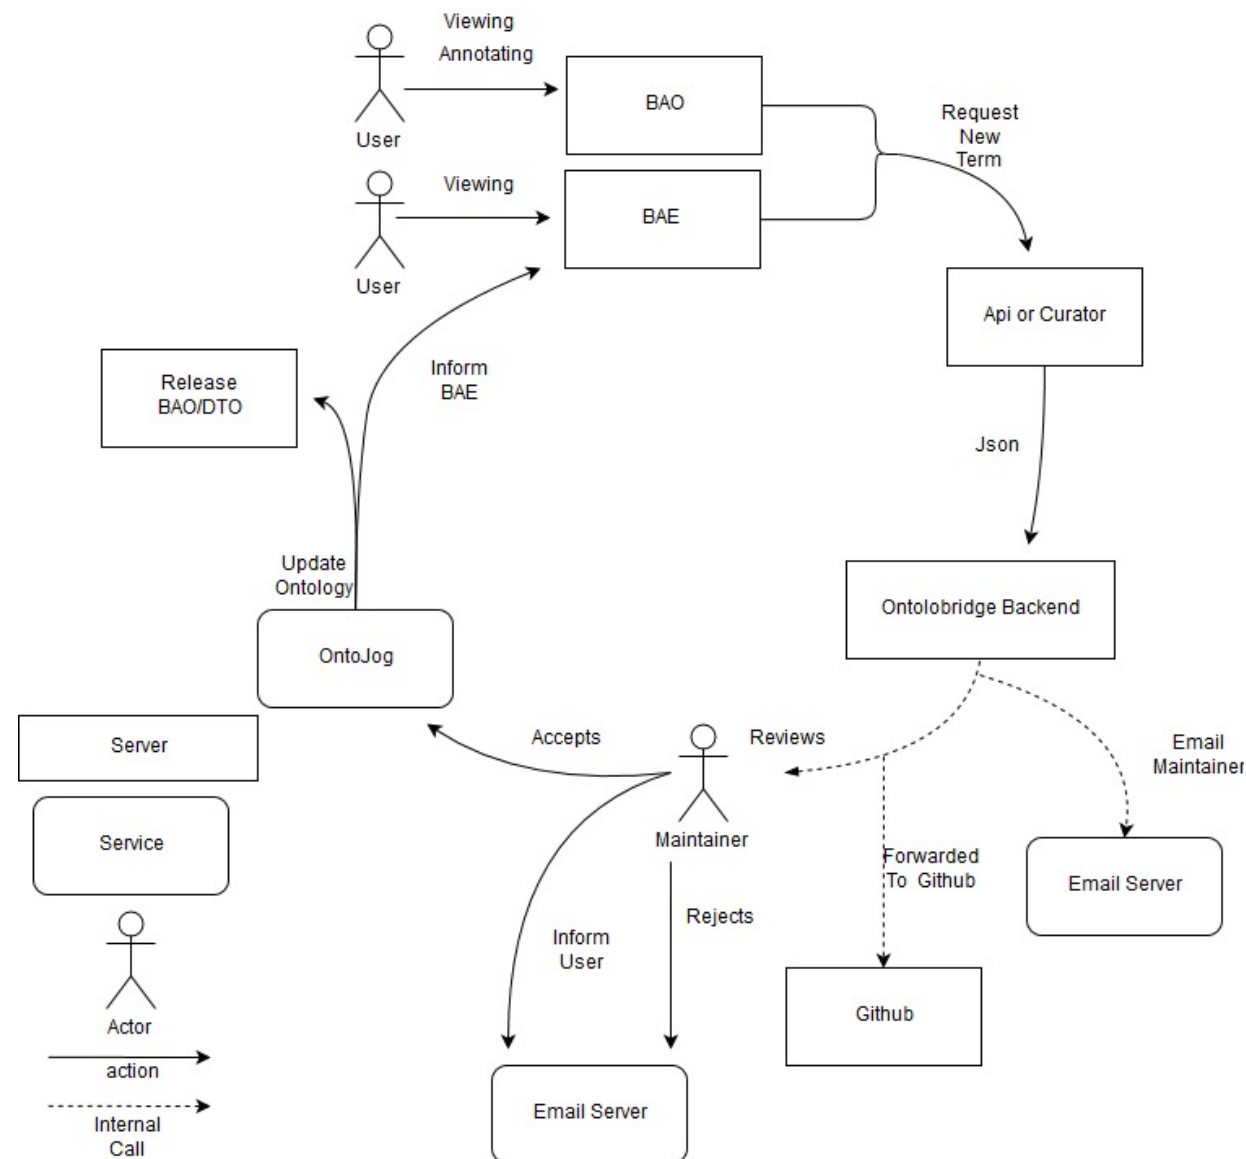 Viewing
Annotating
User
BAO
Request
New
Term
Viewing
User
BAE
Api or Curator
Inform
BAE
Release
BAO/DTO
Json
Update
Ontology
Ontolobridge Backend
OntoJog
Server
Accepts
Reviews
Email
Maintainer
Service
Maintainer
Forwarded
To Github
Email Server
Rejects
Inform
User
Github
Actor
action
Email Server
Internal
Call